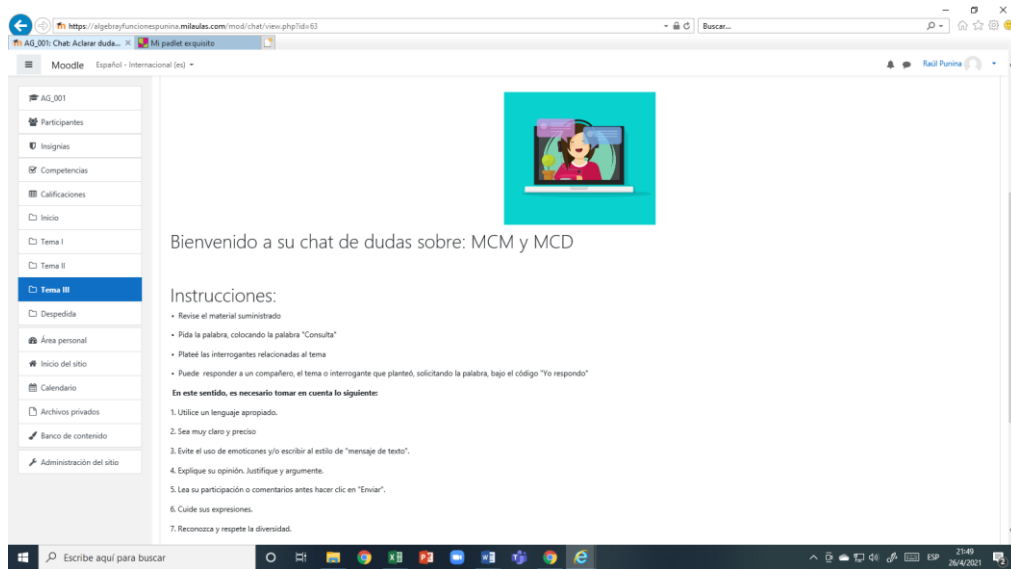 https://algebrayfuncionespunina.milaulas.com/mod/chat/view.php?id=63
Buscar...
AG_001: Chat: Aclarar duda...
Mi padlet exquisito
Moodle Español - Internacional (es)
Raúl Punina
AG_001
Participantes
Insignias
Competencias
Calificaciones
Inicio
Tema I
Tema II
Tema III
Despedida
Área personal
Inicio del sitio
Calendario
Archivos privados
Banco de contenido
Administración del sitio
Bienvenido a su chat de dudas sobre: MCM y MCD
Instrucciones:
• Revise el material suministrado
• Pida la palabra, colocando la palabra "Consulta"
• Plateé las interrogantes relacionadas al tema
• Puede responder a un compañero, el tema o interrogante que planteó, solicitando la palabra, bajo el código "Yo respondo"
En este sentido, es necesario tomar en cuenta lo siguiente:
1. Utilice un lenguaje apropiado.
2. Sea muy claro y preciso
3. Evite el uso de emoticones y/o escribir al estilo de "mensaje de texto".
4. Explique su opinión. Justifique y argumente.
5. Lea su participación o comentarios antes hacer clic en "Enviar".
6. Cuide sus expresiones.
7. Reconozca y respete la diversidad.
Escribe aquí para buscar
ESP
21:49
26/4/2021